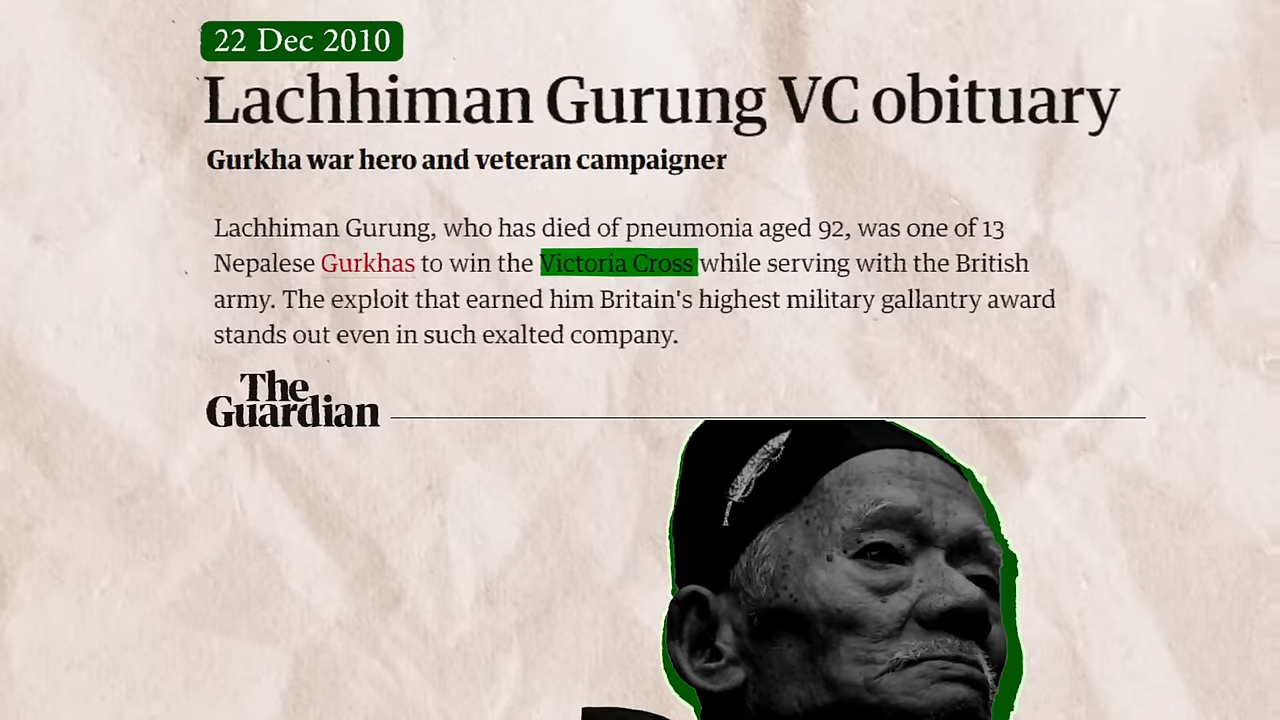 22 Dec 2010
Lachhiman Gurung VC obituary
Gurkha war hero and veteran campaigner
Lachhiman Gurung, who has died of pneumonia aged 92, was one of 13
Nepalese Gurkhas to win the Victoria Cross while serving with the British
army. The exploit that earned him Britain's highest military gallantry award
stands out even in such exalted company.
The
Guardian